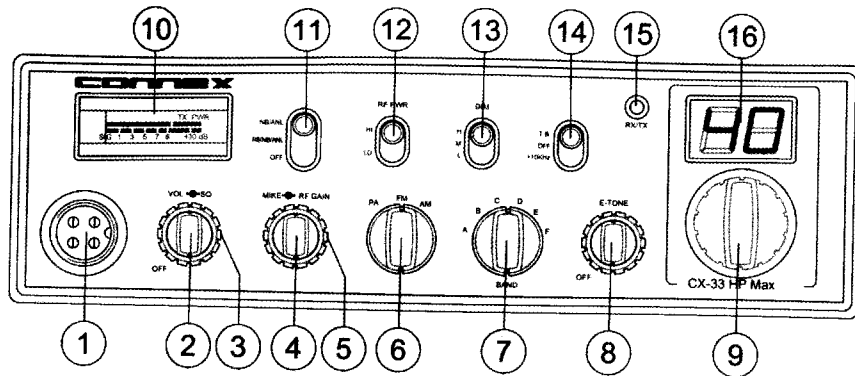 10 11 12 13 14 15 16
connex
TX PWR
SIG 1 3 5 7 9 +30 dB
NB/ANL
RB/NB/ANL
OFF
RF PWR
HI
LO
DIM
H
M
L
T.B
OFF
+10KHz
RX/TX
40
VOL SQ
OFF
MIKE RF GAIN
PA FM AM
A B C D E F
BAND
E-TONE
OFF
CX-33 HP Max
1 2 3 4 5 6 7 8 9